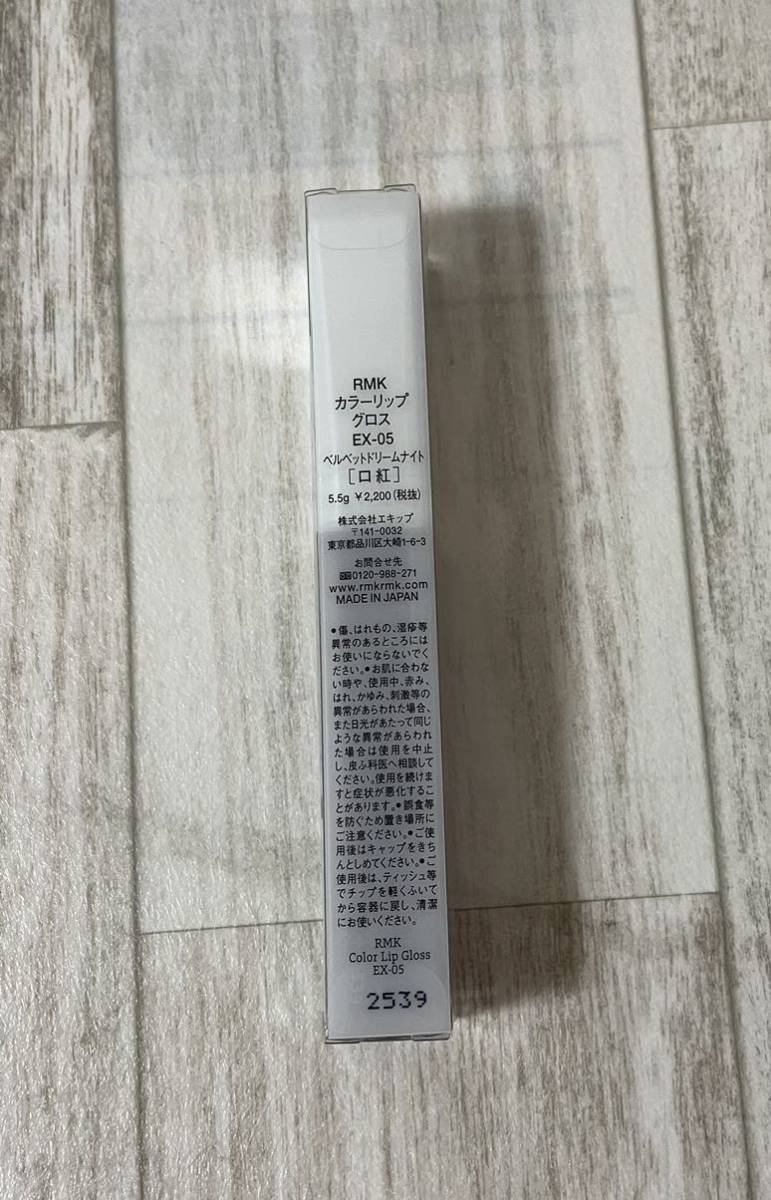 RMK
カラーリップ
グロス
EX-05
ベルベットドリームナイト
[口紅]
5.5g ¥2,200(税抜)
株式会社エキップ
〒141-0032
東京都品川区大崎1-6-3
お問合せ先
0120-988-271
www.rmkrmk.com
MADE IN JAPAN
●傷、はれもの、湿疹等
異常のあるところには
お使いにならないでく
ださい。●お肌に合わな
い時や、使用中、赤み、
はれ、かゆみ、刺激等の
異常があらわれた場合、
また日光があたって同じ
ような異常があらわれ
た場合は使用を中止
し、皮ふ科医へ相談して
ください。使用を続けま
すと症状が悪化するこ
とがあります。●誤食等
を防ぐため置き場所に
ご注意ください。●ご使
用後はキャップをきち
んとしめてください。●ご
使用後は、ティッシュ等
でチップを軽くふいて
から容器に戻し、清潔
にお使いください。
RMK
Color Lip Gloss
EX-05
2539